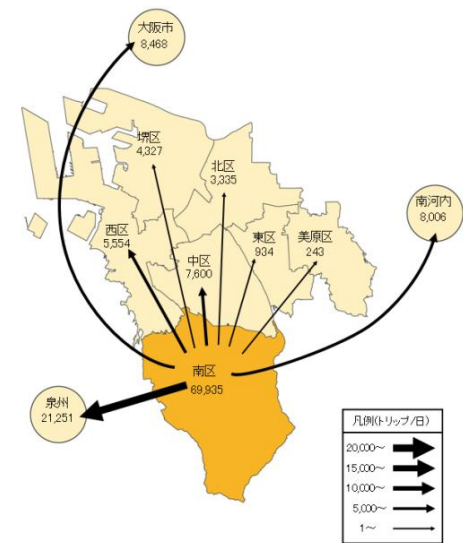 大阪市
8,468
堺区
4,327
北区
3,335
南河内
8,006
西区
5,554
中区
7,600
東区
934
美原区
243
南区
69,935
泉州
21,251
凡例(トリップ/日)
20,000～
15,000～
10,000～
5,000～
1～